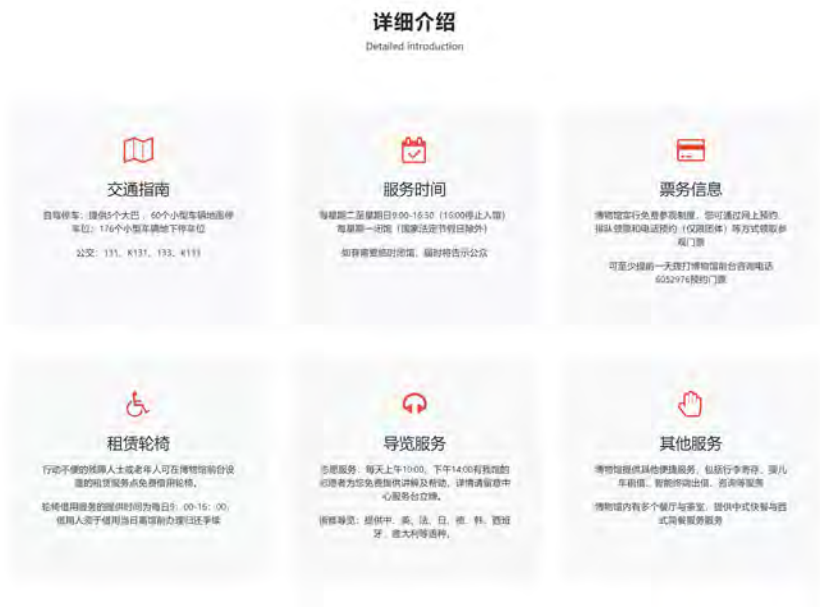 详细介绍
Detailed introduction
交通指南
自驾停车：提供5个大巴，60个小型车辆地面停
车位；176个小型车辆地下停车位
公交：131、K131、133、K133
服务时间
每星期二至星期日9:00-16:50（16:00停止入馆）
每星期一闭馆（国家法定节假日除外）
如有需要临时闭馆，届时将告示公众
票务信息
博物馆实行免费参观制度，您可通过网上预约、
排队领票和电话预约（仅限团体）等方式领取参
观门票
可至少提前一天拨打博物馆前台咨询电话
6052976预约门票
租赁轮椅
行动不便的残障人士或老年人可在博物馆前台设
置的租赁服务点免费借用轮椅。
轮椅借用服务的提供时间为每日9：00-16：00，
借用人须于借用当日离馆前办理归还手续
导览服务
志愿服务：每天上午10:00、下午14:00有我馆的
志愿者为您免费提供讲解及帮助，详情请留意中
心服务台立牌。
语种，
提供中、英、法、日、德、韩、西班
牙、意大利等语种。
其他服务
博物馆提供其他便捷服务，包括行李寄存、婴儿
车租借、智能终端出借、咨询等服务
博物馆内有多个餐厅与茶室，提供中式快餐与西
式简餐服务服务